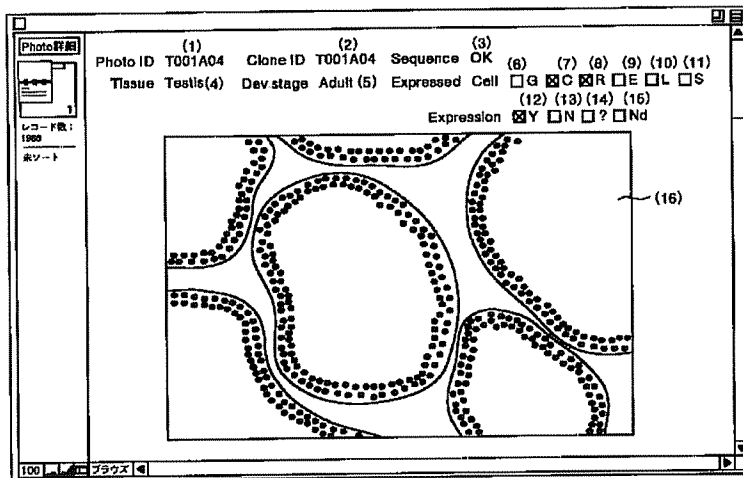 Photo詳細
1
レコード数：
1966
未ソート
(1) (2) (3)
Photo ID T001A04 Clone ID T001A04 Sequence OK
(6) (7) (8) (9) (10) (11)
Tissue Testis(4) Dev.stage Adult (5) Expressed Cell ☐G ☒C ☒R ☐E ☐L ☐S
(12) (13) (14) (15)
Expression ☒Y ☐N ☐? ☐Nd
(16)
100 ブラウズ